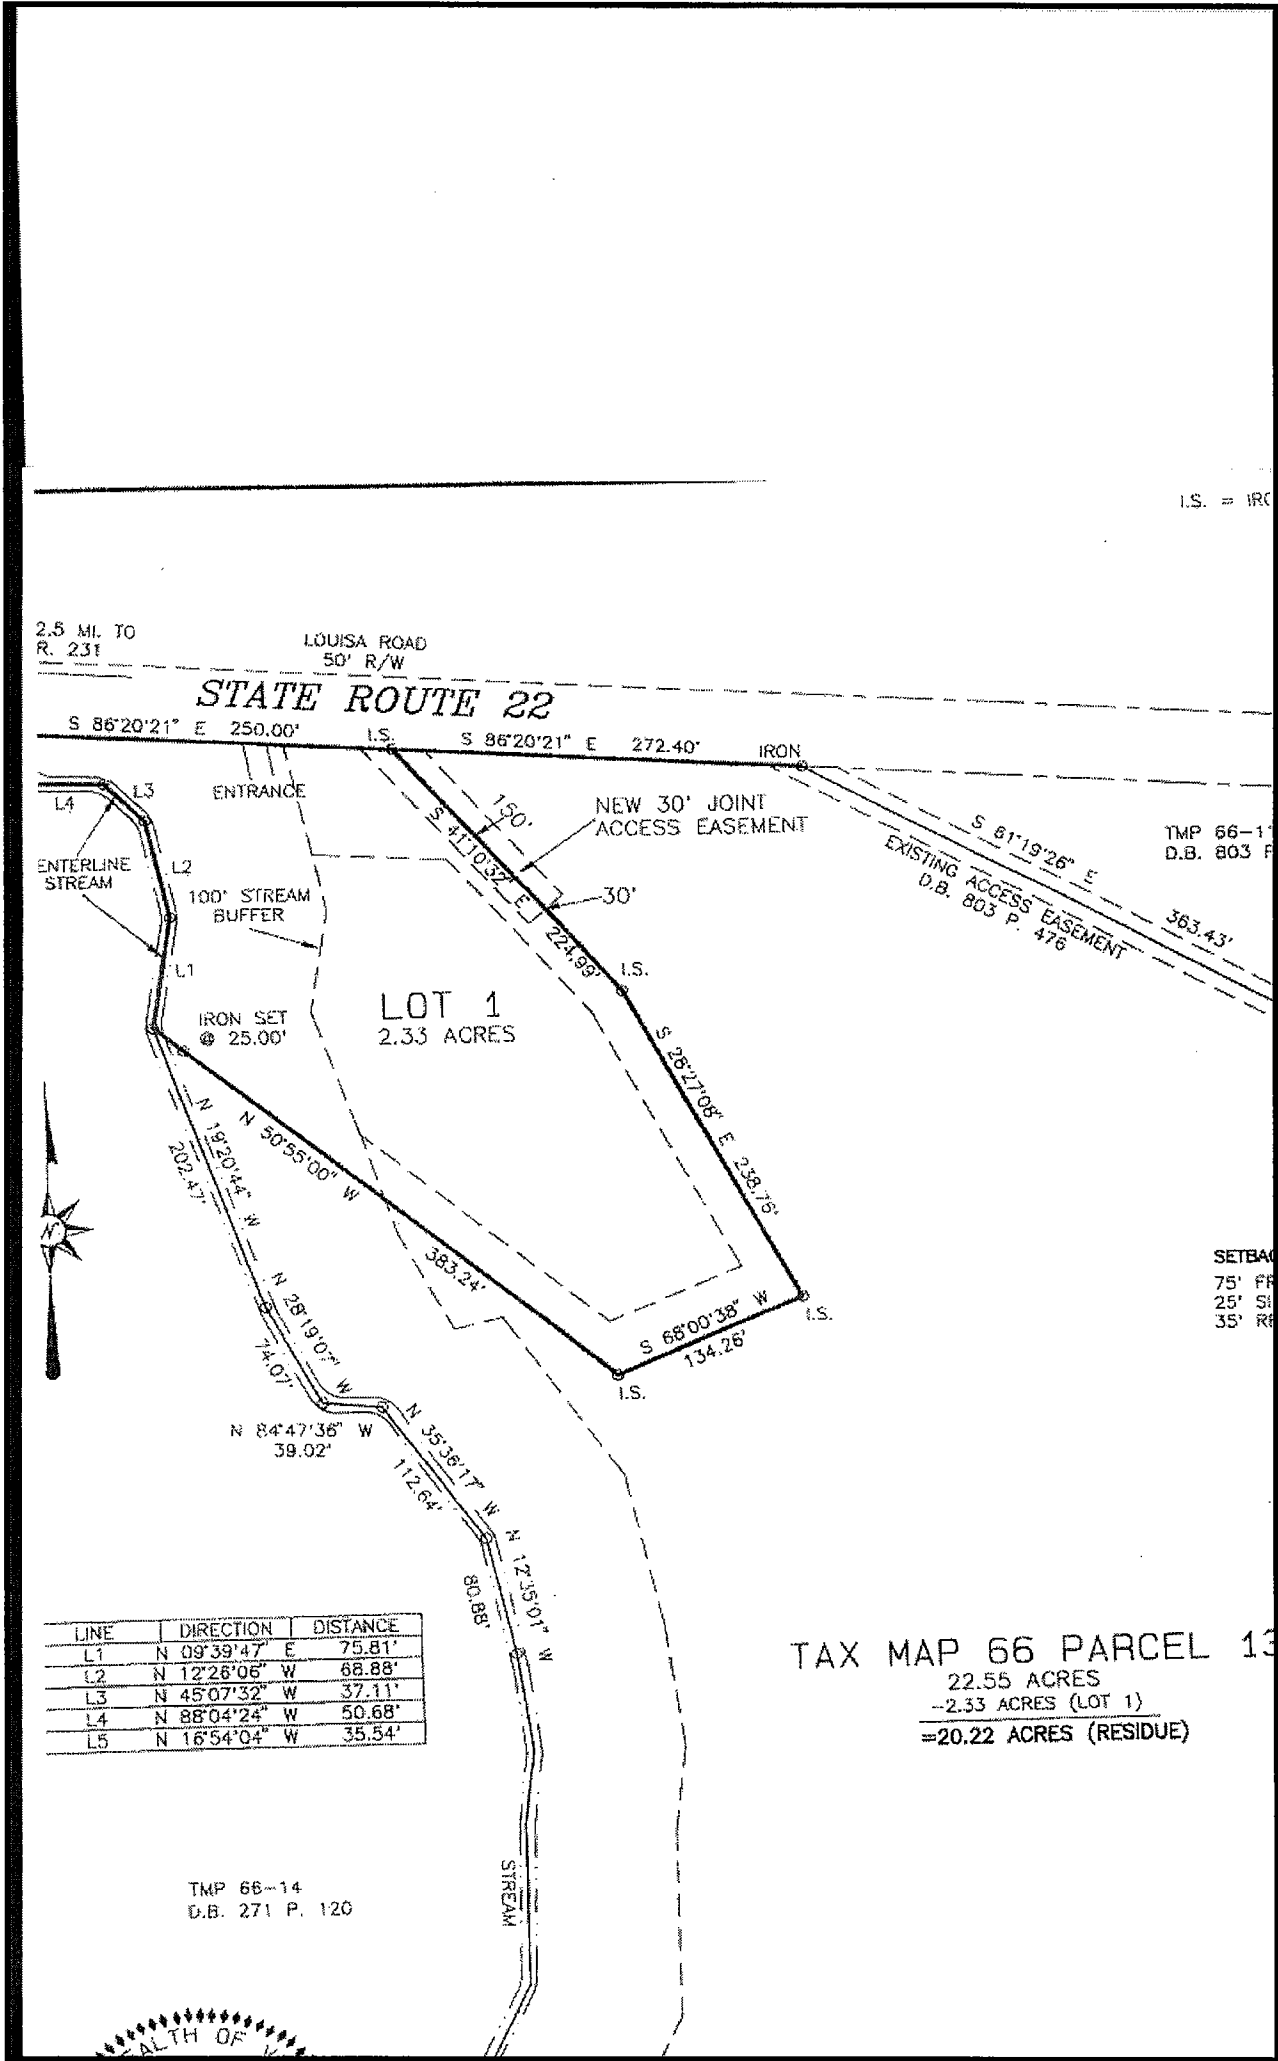 I.S. = IR
2.5 MI. TO
R. 231
LOUISA ROAD
50' R/W
STATE ROUTE 22
S 86°20'21" E 250.00'
I.S.
S 86°20'21" E 272.40'
IRON
L4
L3
ENTRANCE
150'
NEW 30' JOINT
ACCESS EASEMENT
S 41°10'32" E
224.99'
30'
S 61°19'26" E
363.43'
EXISTING ACCESS EASEMENT
D.B. 803 P. 476
TMP 66-1
D.B. 803
ENTERLINE
STREAM
L2
100' STREAM
BUFFER
L1
I.S.
LOT 1
2.33 ACRES
IRON SET
@ 25.00'
S 28°27'08" E 238.76'
N 50°55'00" W
383.24'
N 19°20'44" W
202.47'
N
SETBA
75' FR
25' SI
35' R
N 28°19'07" W
74.07'
S 68°00'38" W
134.26'
I.S.
I.S.
N 84°47'36" W
39.02'
N 35°36'17" W
112.64'
N 12°35'01" W
80.88'
LINE DIRECTION DISTANCE
L1 N 09°39'47" E 75.81'
L2 N 12°26'06" W 68.88'
L3 N 45°07'32" W 37.11'
L4 N 88°04'24" W 50.68'
L5 N 16°54'04" W 35.54'
TAX MAP 66 PARCEL 13
22.55 ACRES
-2.33 ACRES (LOT 1)
=20.22 ACRES (RESIDUE)
STREAM
TMP 66-14
D.B. 271 P. 120
ALTH OF